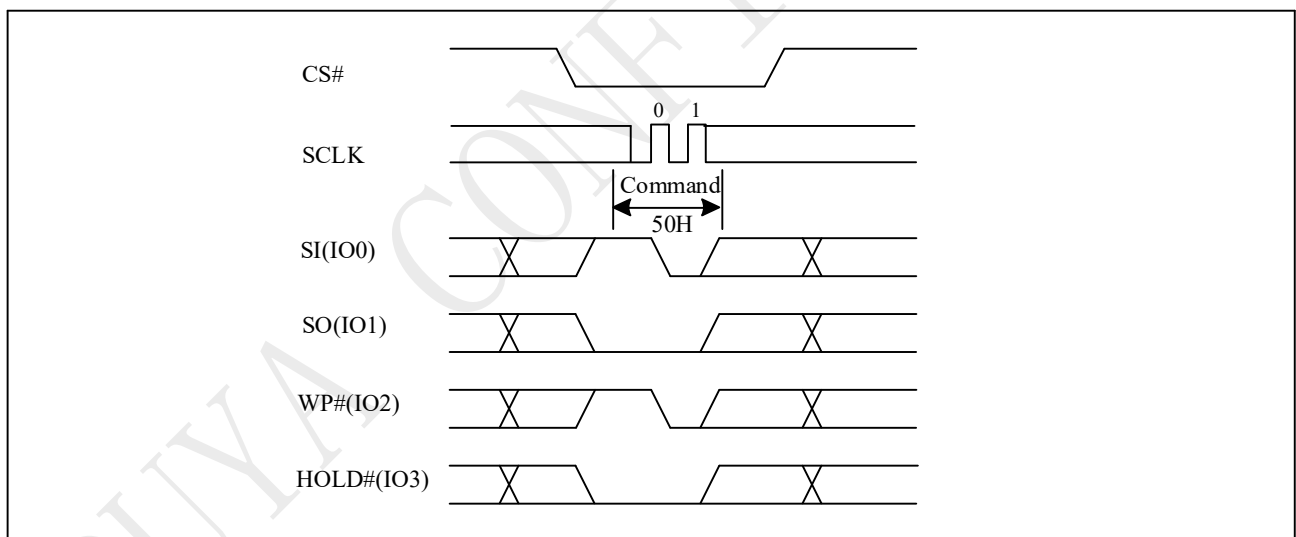 CS#
0 1
SCLK
Command
50H
SI(IO0)
SO(IO1)
WP#(IO2)
HOLD#(IO3)